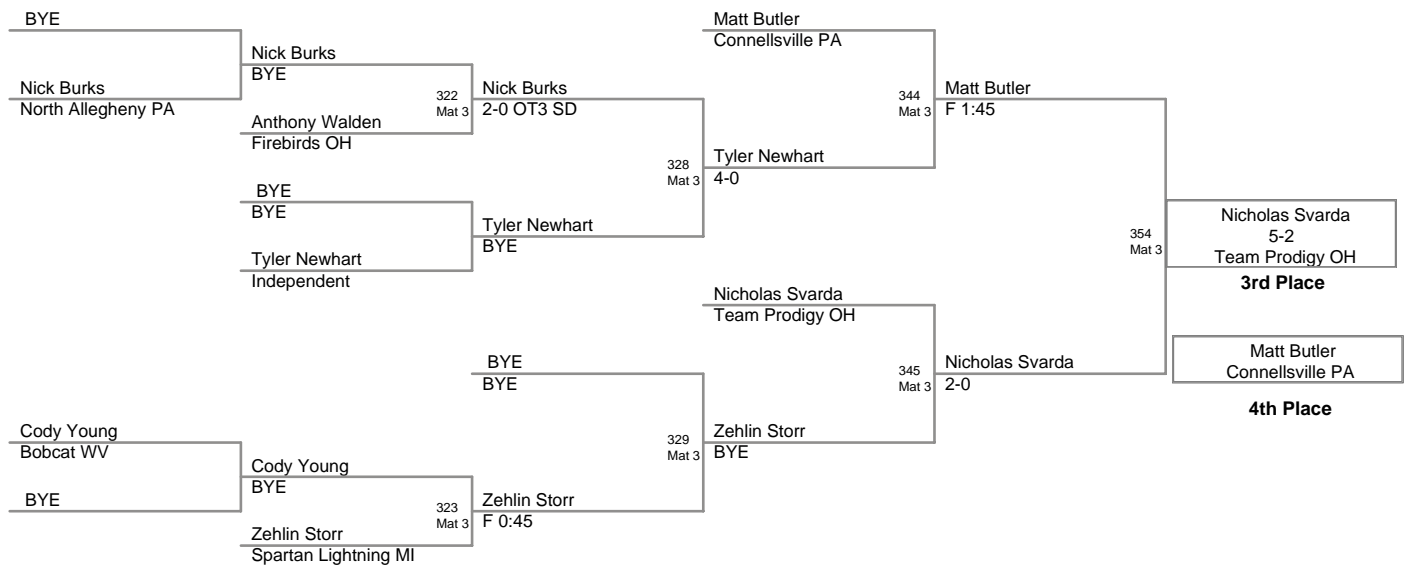 BYE
Nick Burks
North Allegheny PA
Nick Burks
BYE
Anthony Walden
Firebirds OH
322
Mat 3
Nick Burks
2-0 OT3 SD
BYE
BYE
Tyler Newhart
Independent
Tyler Newhart
BYE
328
Mat 3
Tyler Newhart
4-0
Matt Butler
Connellsville PA
344
Mat 3
Matt Butler
F 1:45
Cody Young
Bobcat WV
BYE
Cody Young
BYE
Zehlin Storr
Spartan Lightning MI
323
Mat 3
Zehlin Storr
F 0:45
BYE
BYE
329
Mat 3
Zehlin Storr
BYE
Nicholas Svarda
Team Prodigy OH
345
Mat 3
Nicholas Svarda
2-0
354
Mat 3
Nicholas Svarda
5-2
Team Prodigy OH
3rd Place
Matt Butler
Connellsville PA
4th Place